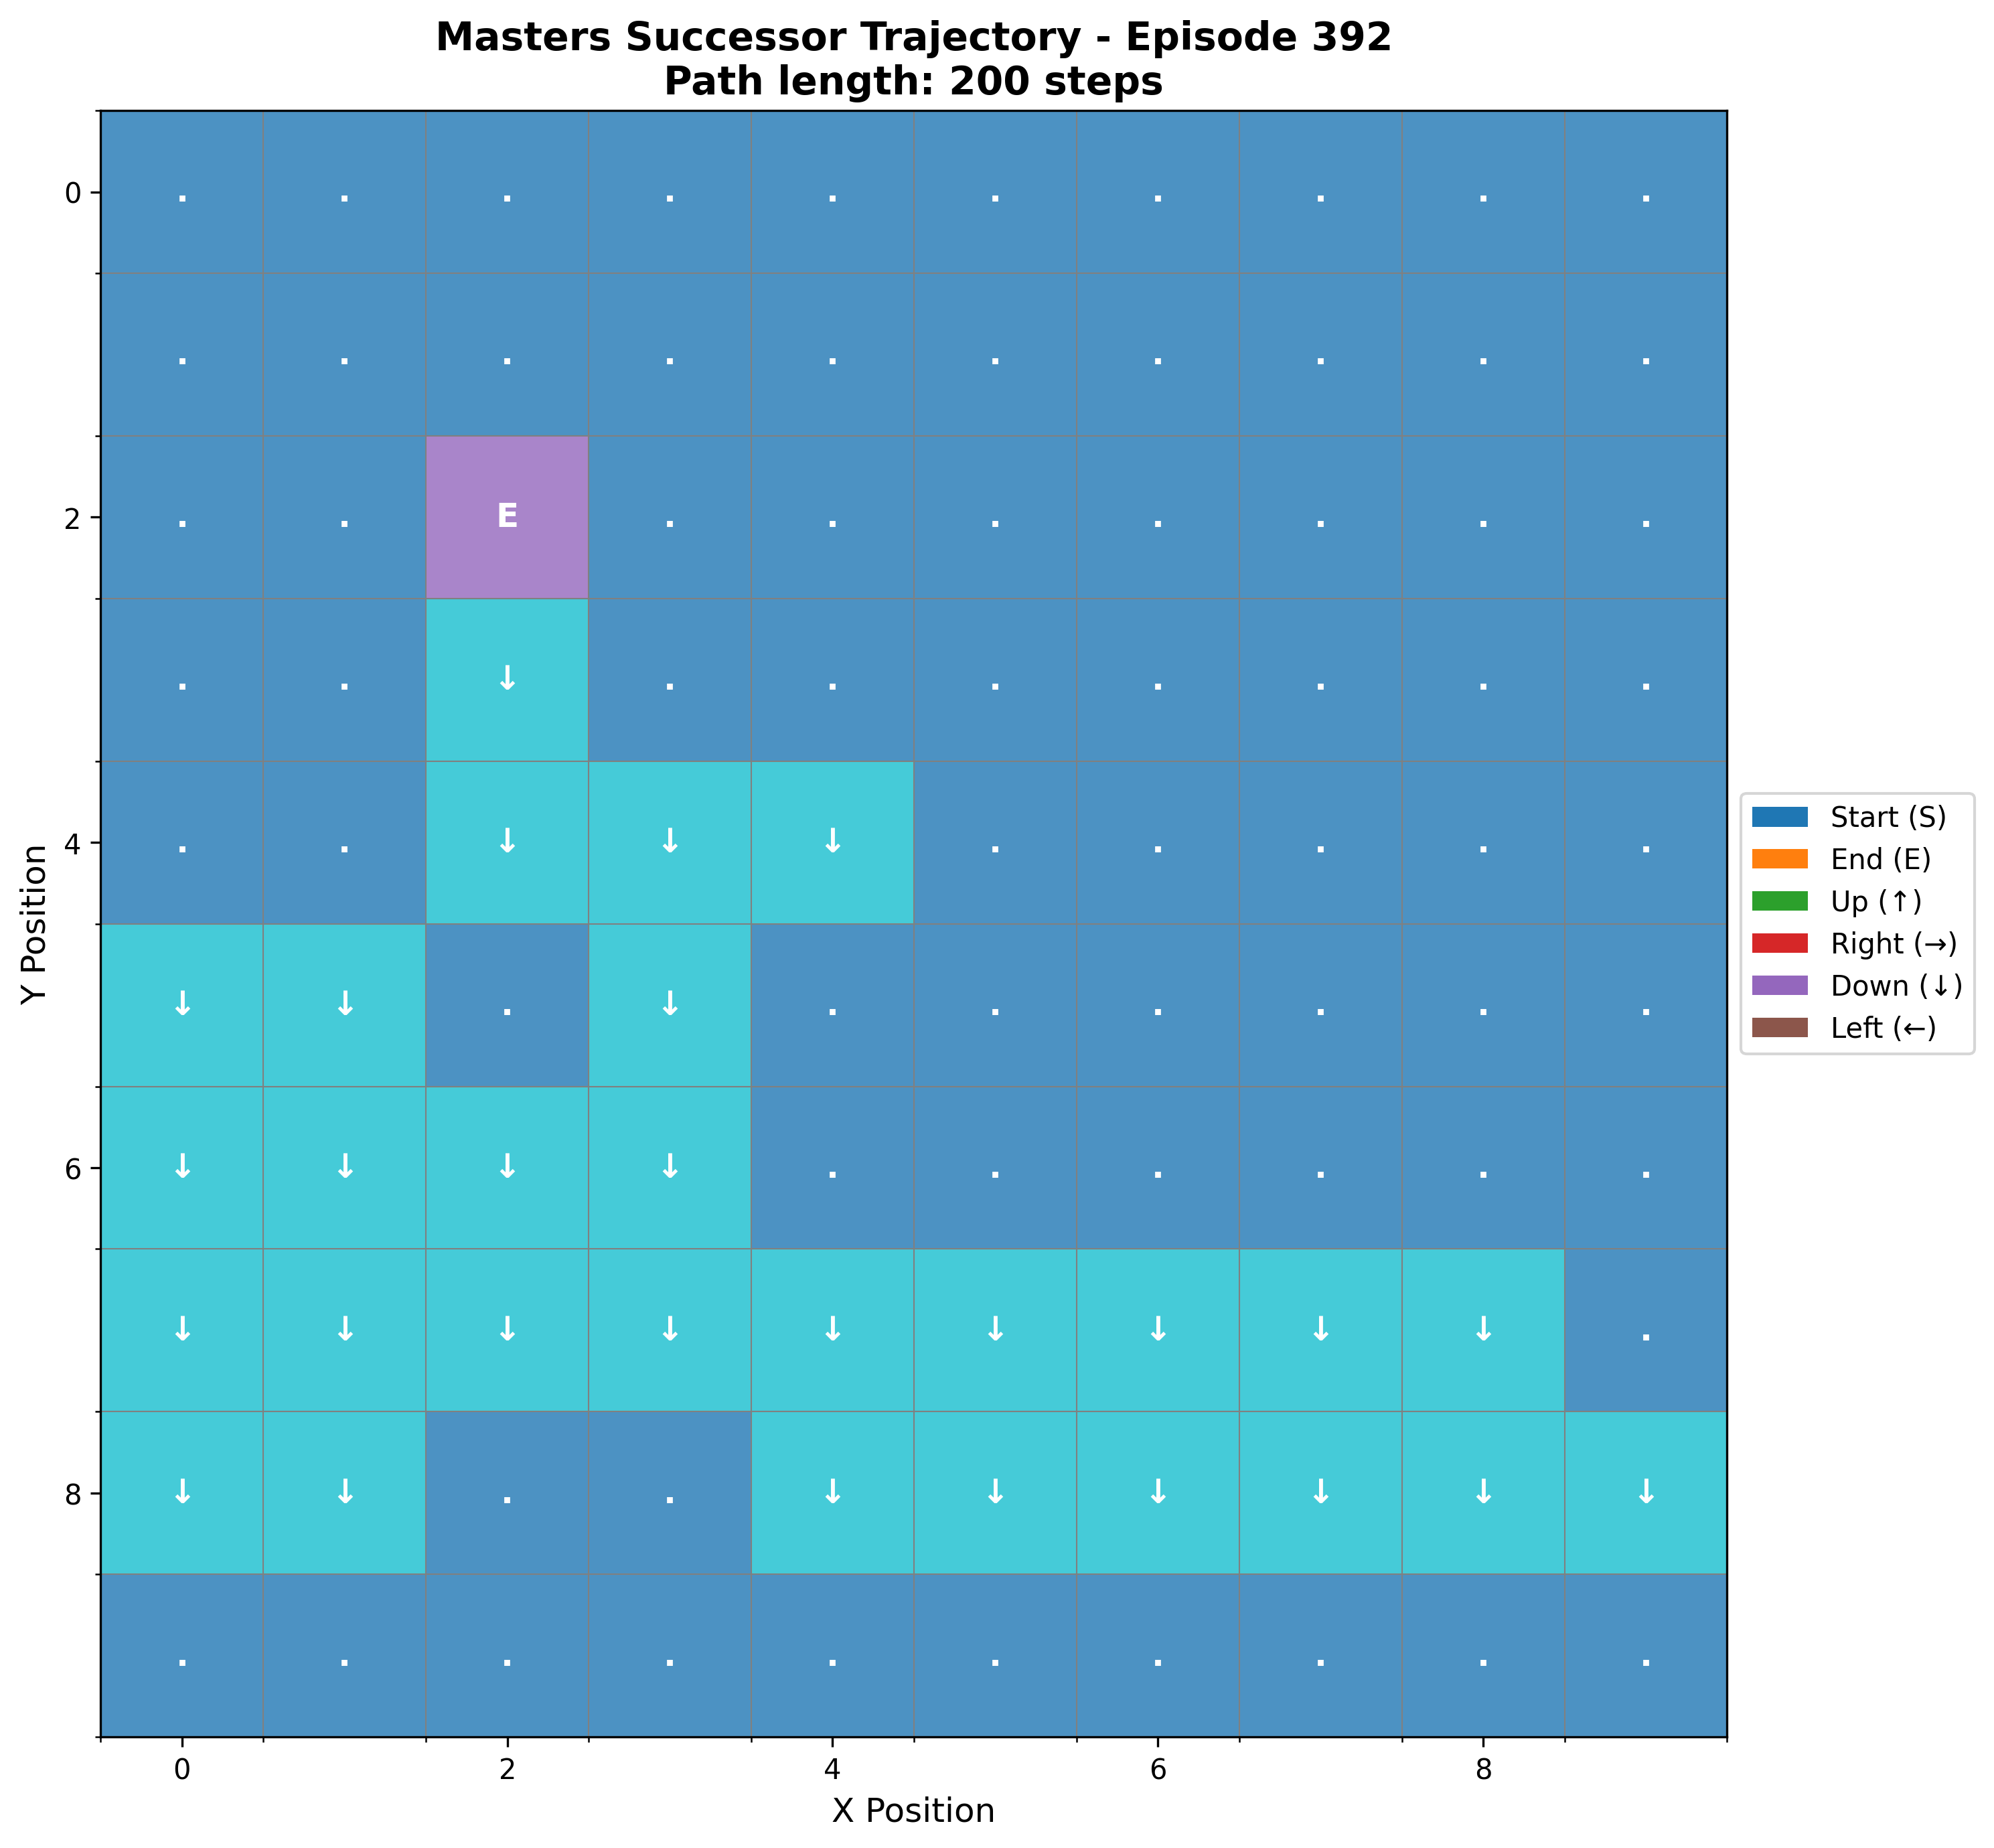 Masters Successor Trajectory - Episode 392
Path length: 200 steps
0 . . . . . . . . . .
. . . . . . . . . .
2 . . E . . . . . . .
. . ↓ . . . . . . .
4 . . ↓ ↓ ↓ . . . . .
↓ ↓ . ↓ . . . . . .
6 ↓ ↓ ↓ ↓ . . . . . .
↓ ↓ ↓ ↓ ↓ ↓ ↓ ↓ ↓ .
8 ↓ ↓ . . ↓ ↓ ↓ ↓ ↓ ↓
. . . . . . . . . .
0 2 4 6 8
X Position
Y Position
Start (S)
End (E)
Up (↑)
Right (→)
Down (↓)
Left (←)